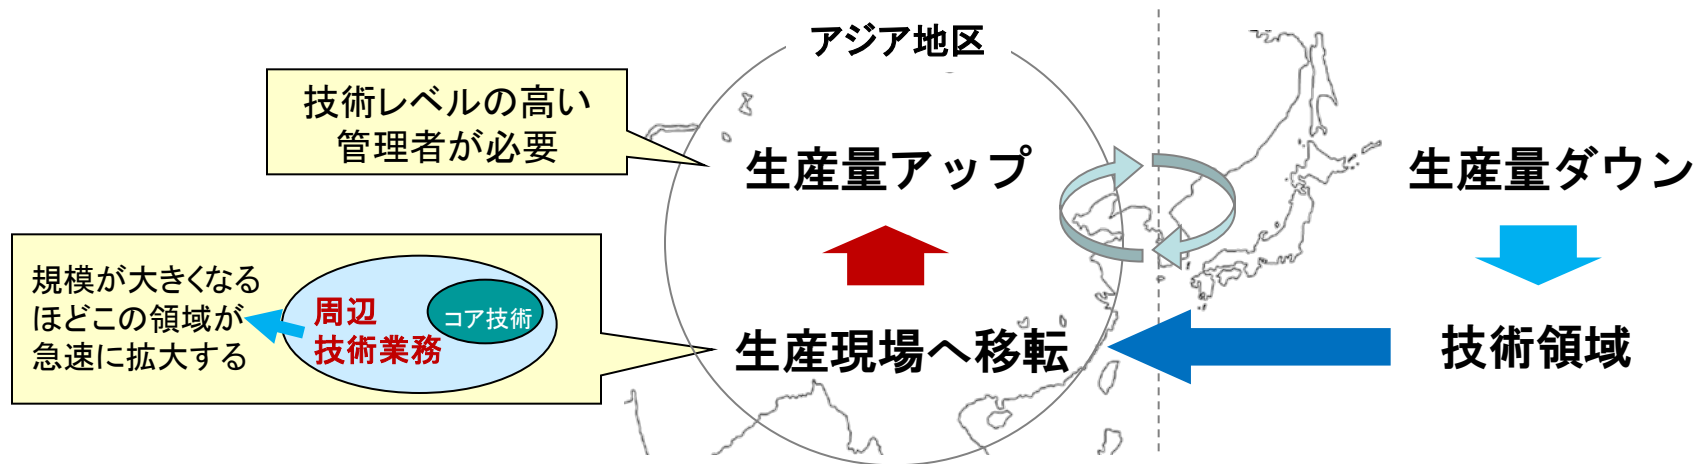 アジア地区
技術レベルの高い
管理者が必要
生産量アップ
生産量ダウン
規模が大きくなる
ほどこの領域が
急速に拡大する
周辺
技術業務
コア技術
生産現場へ移転
技術領域